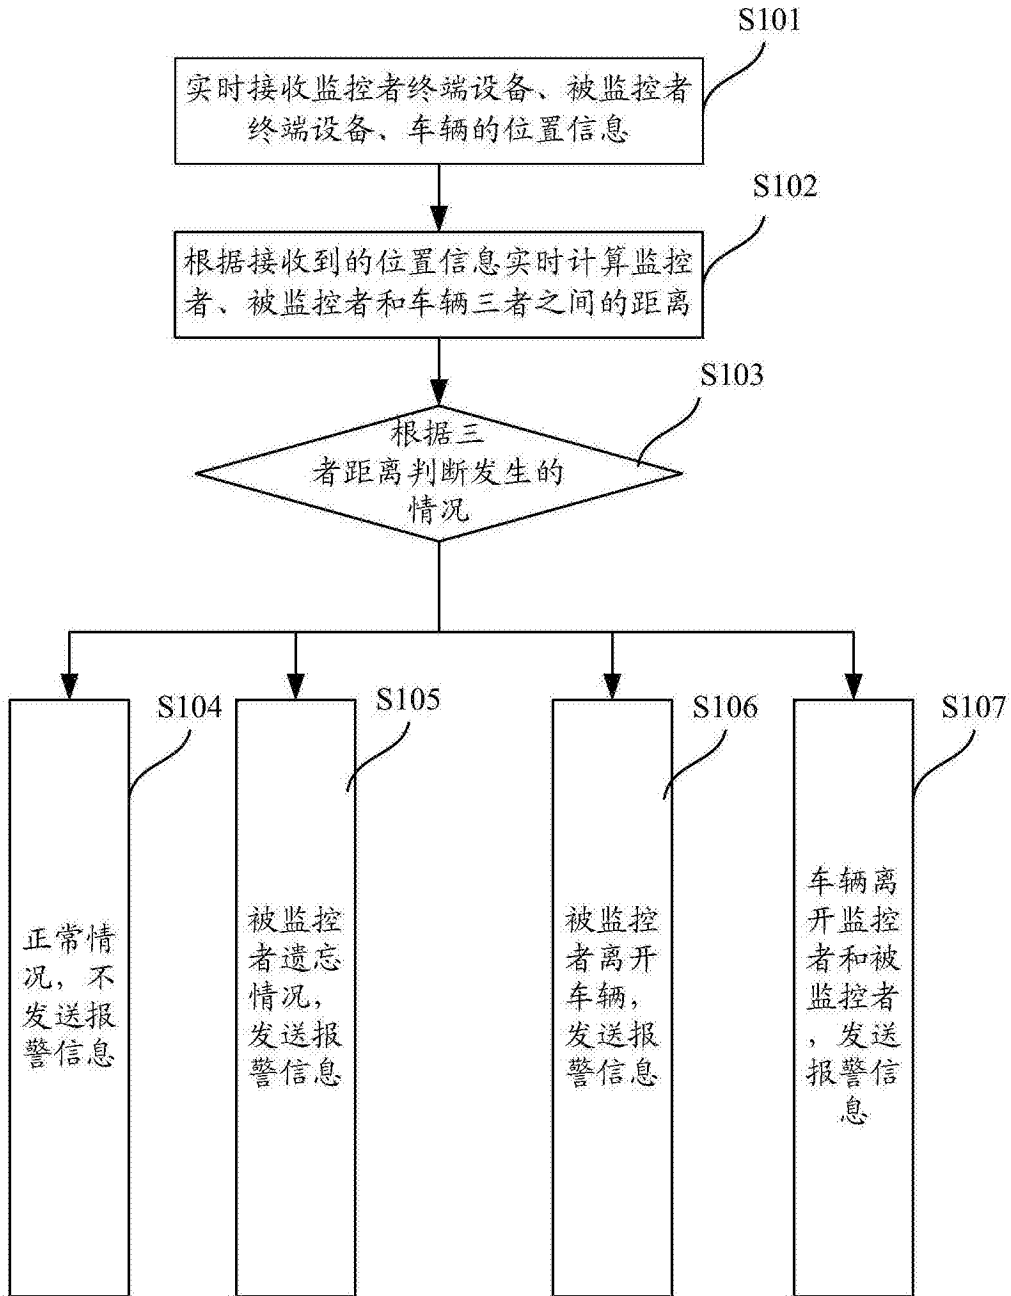 S101
实时接收监控者终端设备、被监控者
终端设备、车辆的位置信息
S102
根据接收到的位置信息实时计算监控
者、被监控者和车辆三者之间的距离
S103
根据三
者距离判断发生的
情况
S104
正常情
况，不
发送报
警信息
S105
被监控
者遗忘
情况，
发送报
警信息
S106
被监控
者离开
车辆，
发送报
警信息
S107
车辆离
开监控
者和被
监控者
，发送
报警信
息